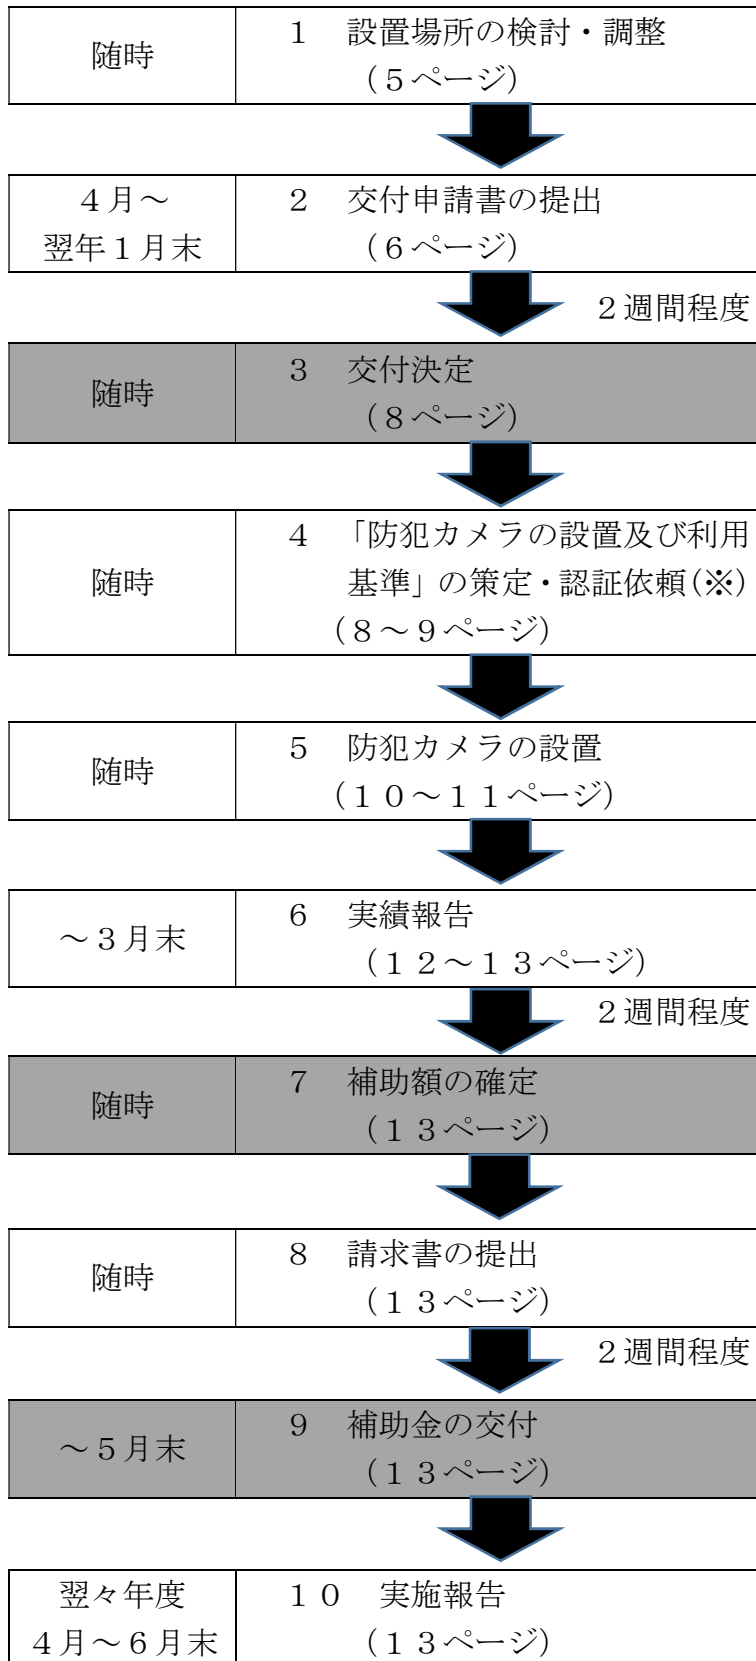 随時
１　設置場所の検討・調整
（５ページ）
４月～
翌年１月末
２　交付申請書の提出
（６ページ）
２週間程度
随時
３　交付決定
（８ページ）
随時
４　「防犯カメラの設置及び利用
基準」の策定・認証依頼（※）
（８～９ページ）
随時
５　防犯カメラの設置
（１０～１１ページ）
～３月末
６　実績報告
（１２～１３ページ）
２週間程度
随時
７　補助額の確定
（１３ページ）
随時
８　請求書の提出
（１３ページ）
２週間程度
～５月末
９　補助金の交付
（１３ページ）
翌々年度
４月～６月末
１０　実施報告
（１３ページ）